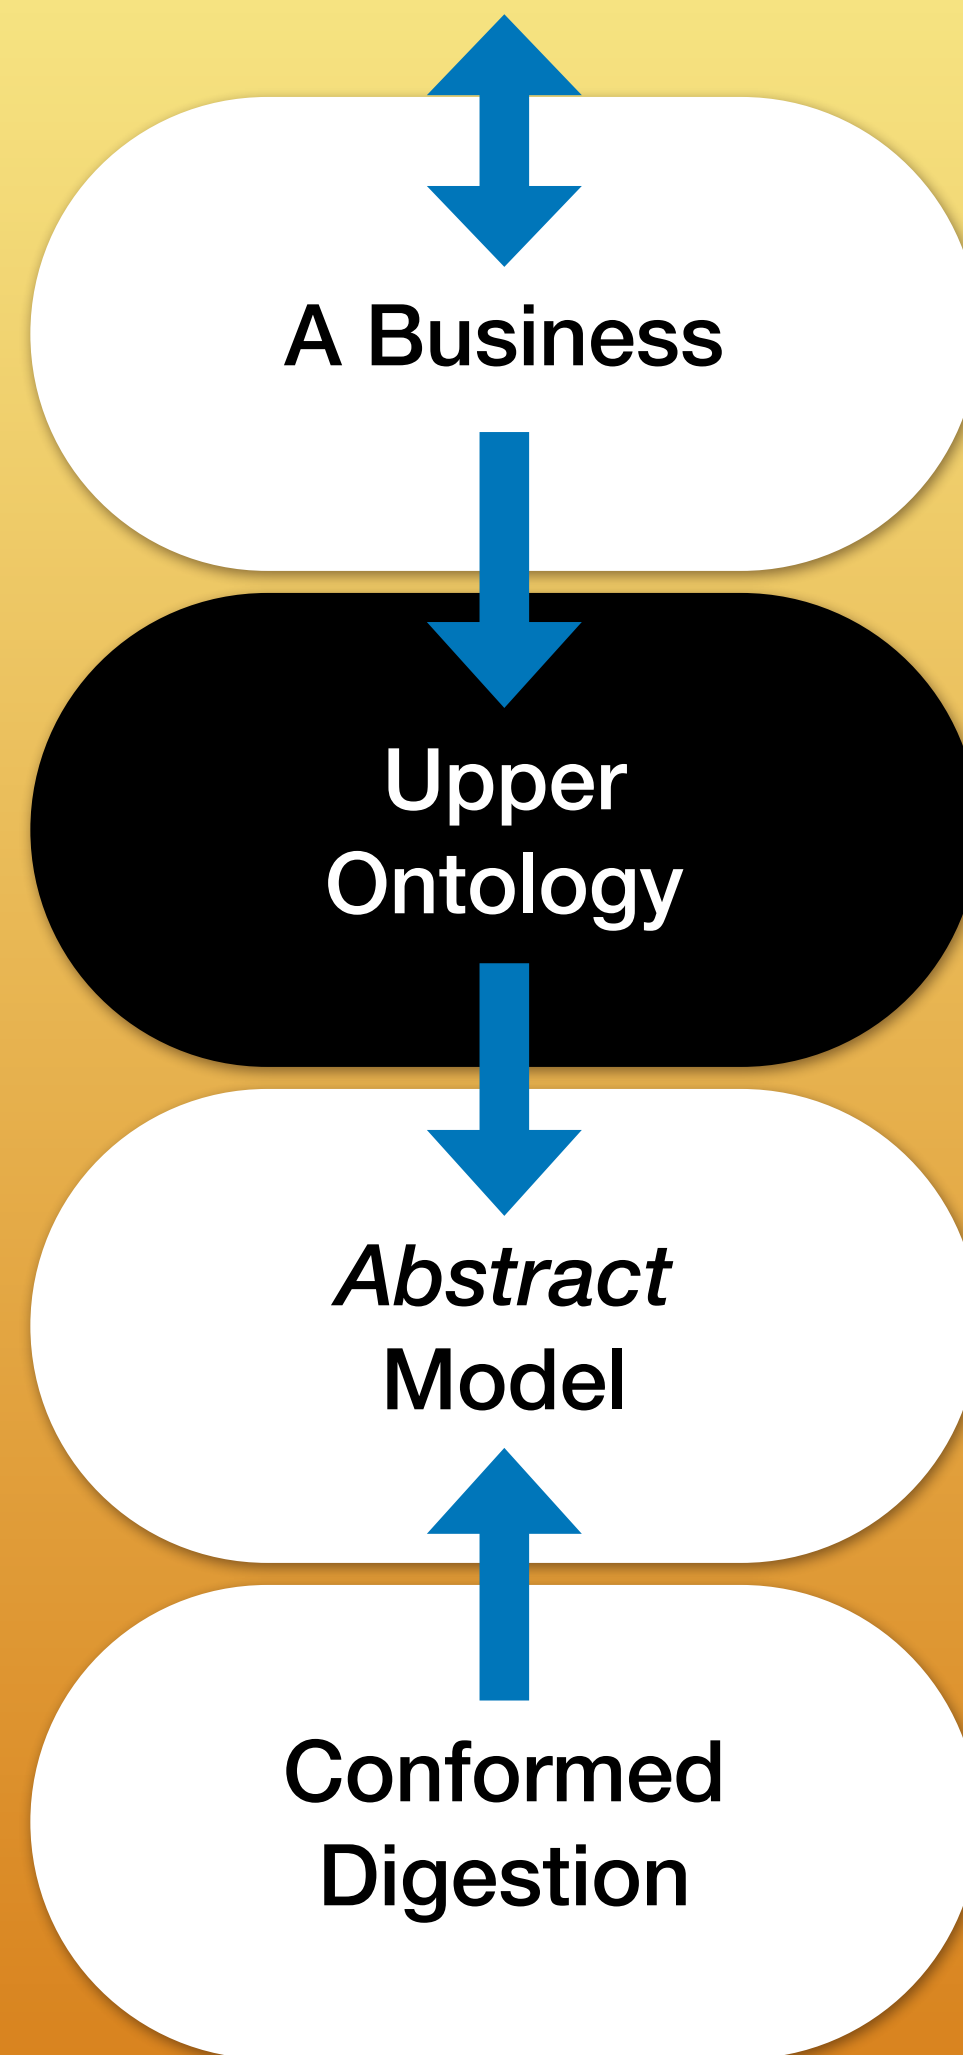 A Business
Upper
Ontology
Abstract
Model
Conformed
Digestion